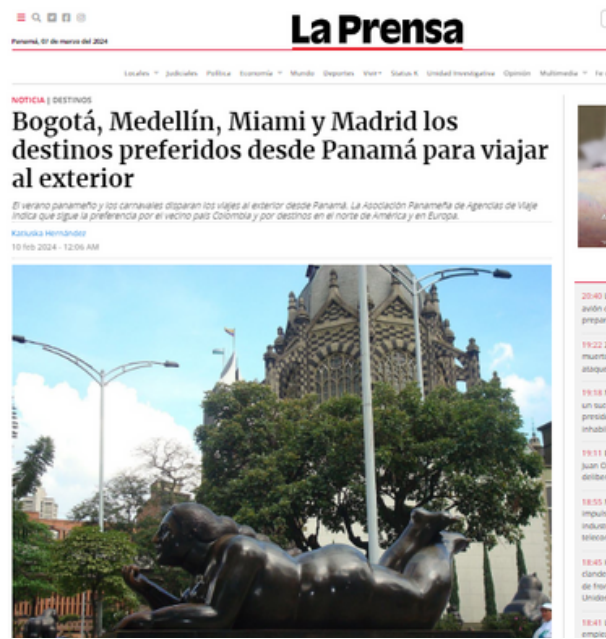 La Prensa
Panamá, 07 de marzo del 2024
Locales Judiciales Política Economía Mundo Deportes Vivir+ Status K Unidad Investigativa Opinión Multimedia
NOTICIA | DESTINOS
Bogotá, Medellín, Miami y Madrid los
destinos preferidos desde Panamá para viajar
al exterior
El verano panameño y los carnavales disparan los viajes al exterior desde Panamá. La Asociación Panameña de Agencias de Viaje
indica que sigue la preferencia por el vecino país Colombia y por destinos en el norte de América y en Europa.
Katiuska Hernández
10 feb 2024 - 12:06 AM
20:40
avión
prepar
19:22
muert
ataque
19:18
un suc
presid
inhabi
19:11
Juan
delibe
18:55
impul
indust
teleco
18:45
clande
de fro
Unido
18:41